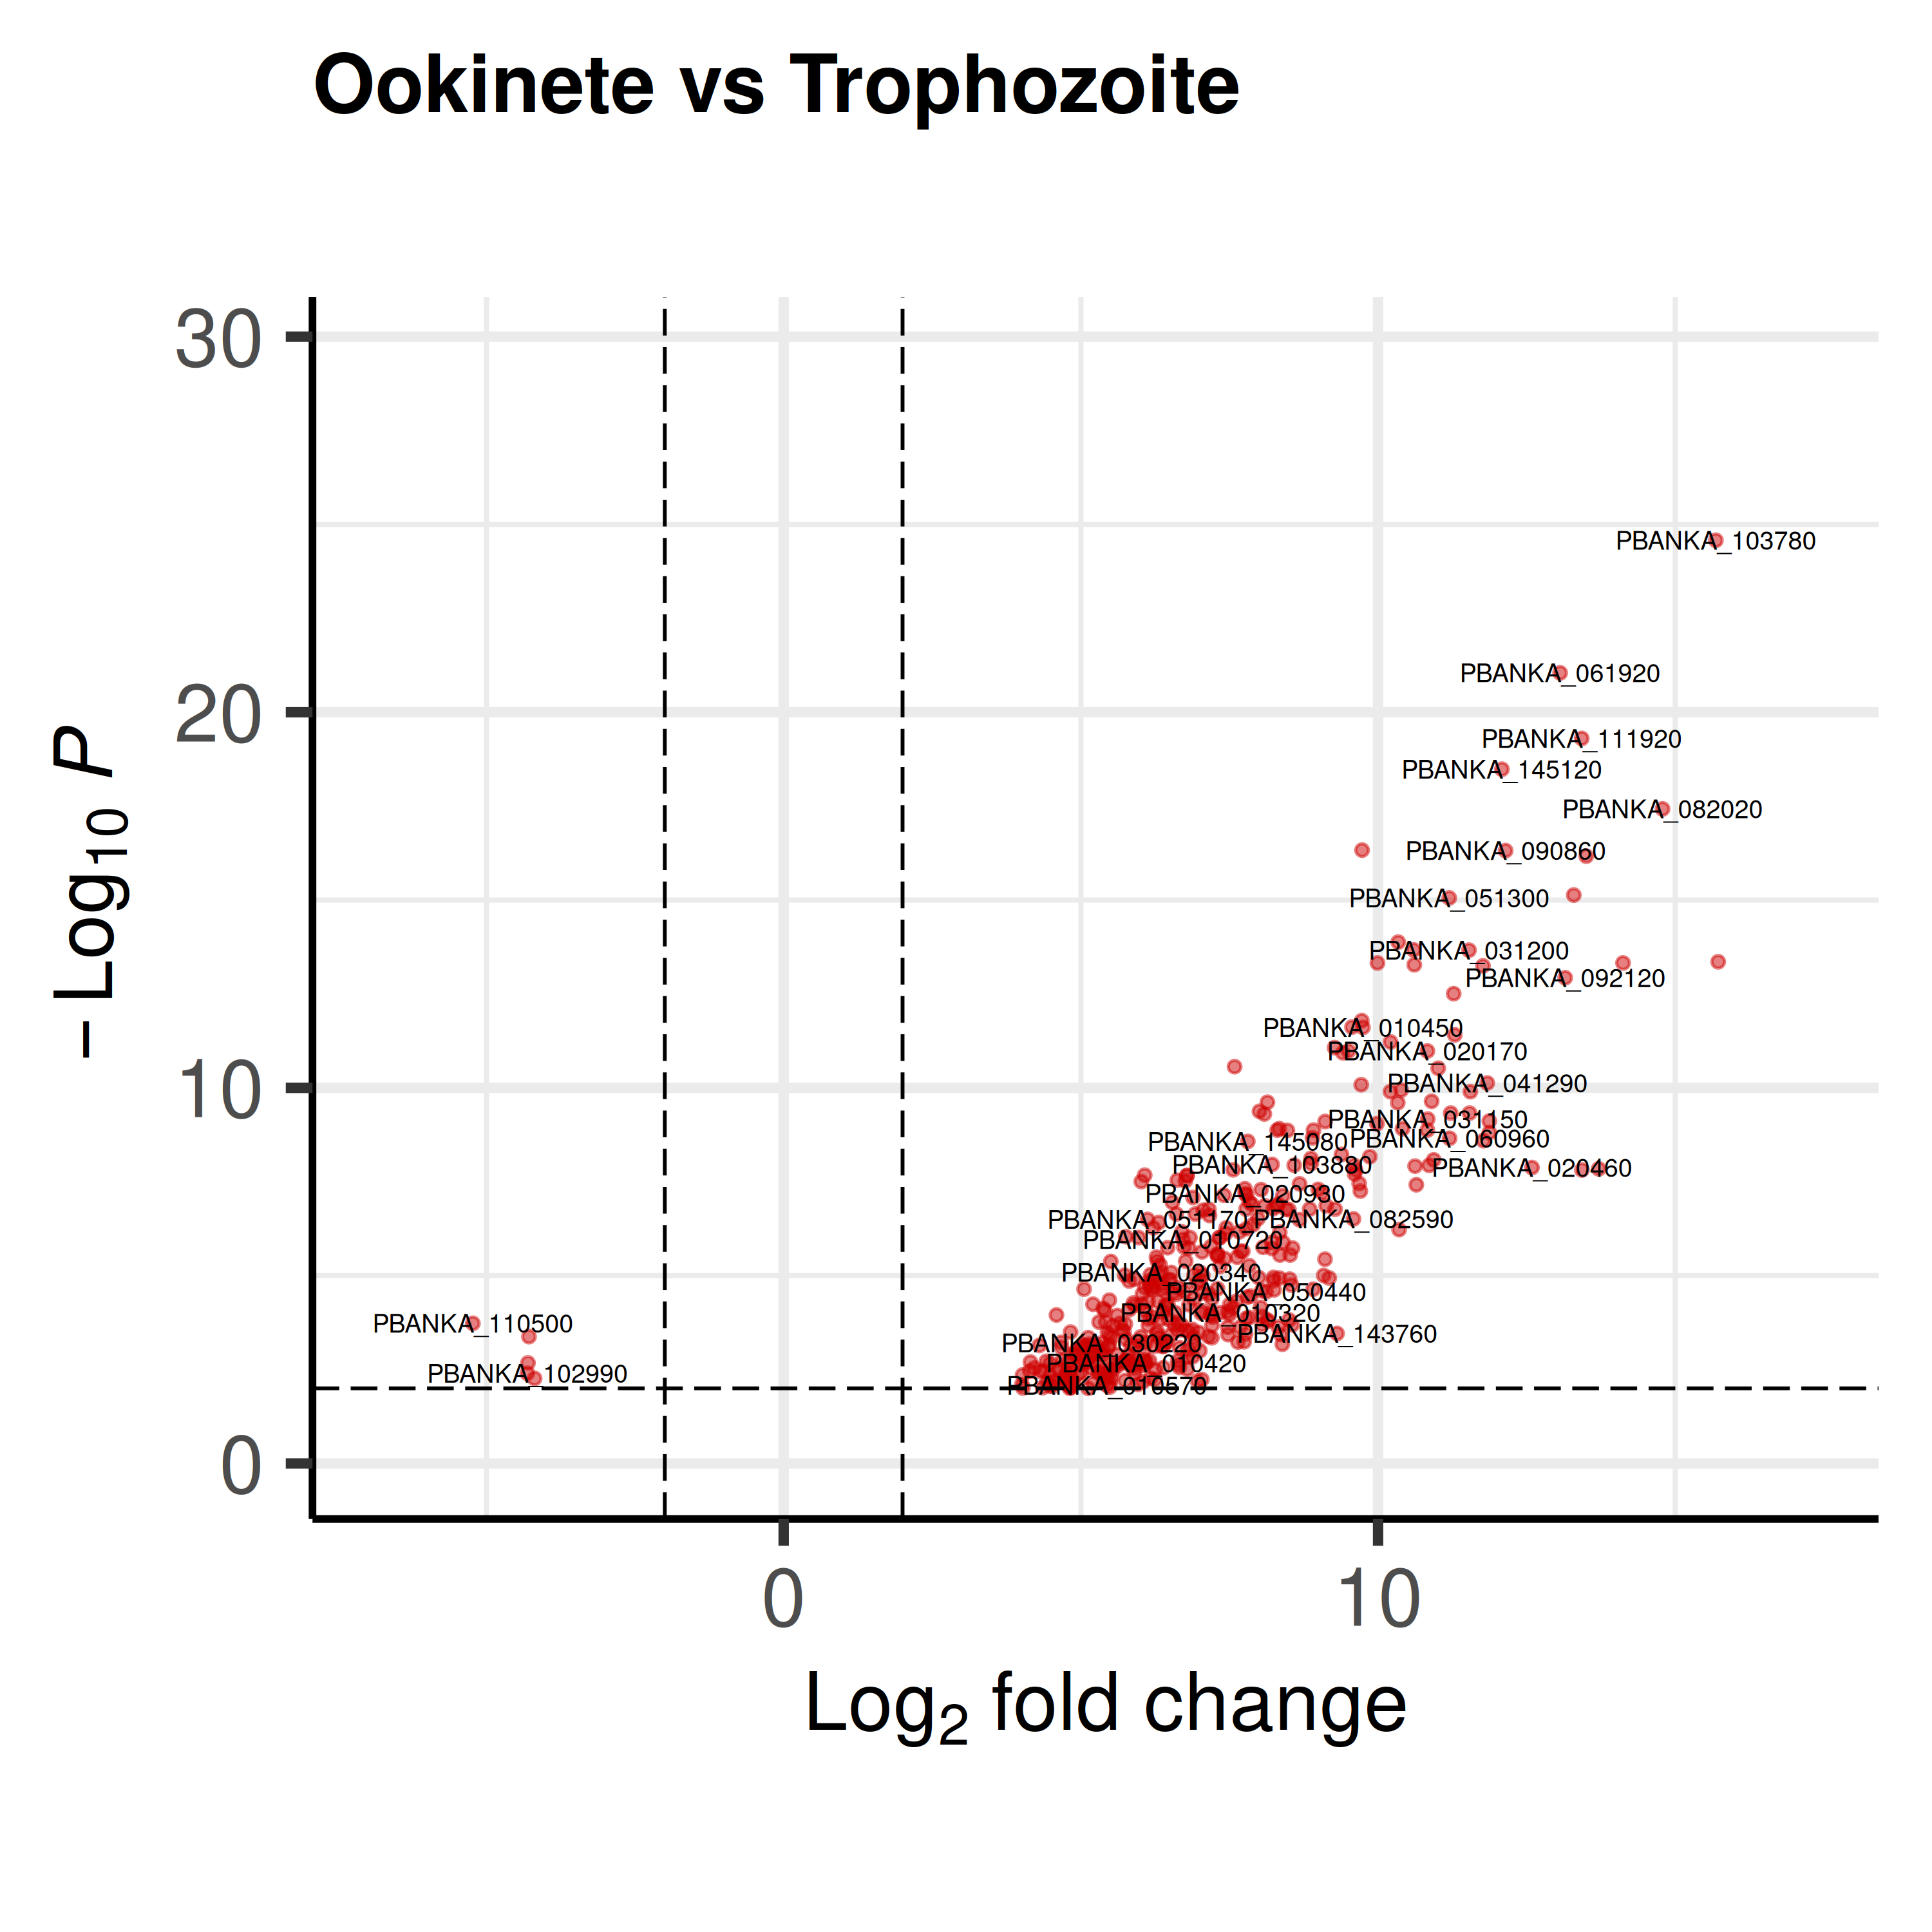 Ookinete vs Trophozoite
30
20
10
0
− Log10 P
PBANKA_103780
PBANKA_061920
PBANKA_111920
PBANKA_145120
PBANKA_082020
PBANKA_090860
PBANKA_051300
PBANKA_031200
PBANKA_092120
PBANKA_010450
PBANKA_020170
PBANKA_041290
PBANKA_031150
PBANKA_060960
PBANKA_145080
PBANKA_103880
PBANKA_020460
PBANKA_020930
PBANKA_051170
PBANKA_082590
PBANKA_010720
PBANKA_020340
PBANKA_050440
PBANKA_010320
PBANKA_110500
PBANKA_143760
PBANKA_030220
PBANKA_010420
PBANKA_102990
PBANKA_010570
0
10
Log2 fold change